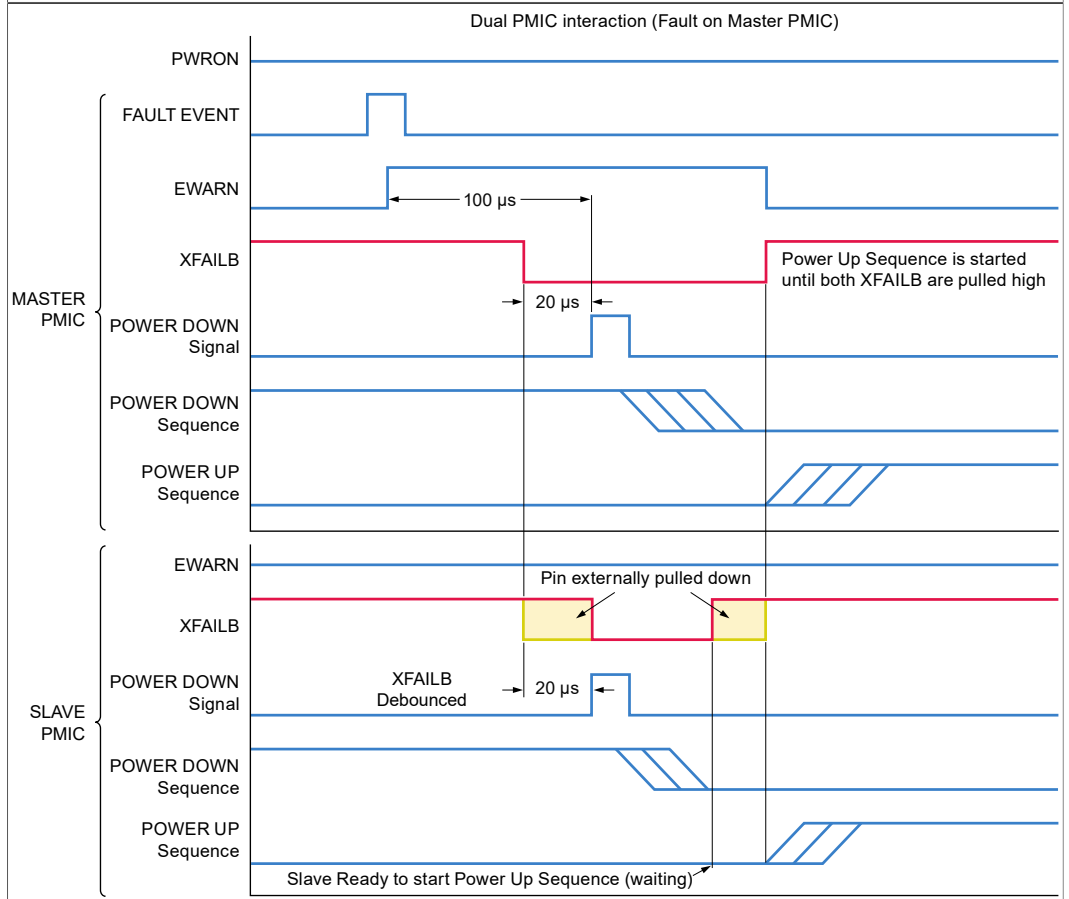 Dual PMIC interaction (Fault on Master PMIC)
PWRON
FAULT EVENT
EWARN
100 µs
XFAILB
Power Up Sequence is started
until both XFAILB are pulled high
MASTER
PMIC
20 µs
POWER DOWN
Signal
POWER DOWN
Sequence
POWER UP
Sequence
EWARN
Pin externally pulled down
XFAILB
XFAILB
Debounced
20 µs
POWER DOWN
Signal
SLAVE
PMIC
POWER DOWN
Sequence
POWER UP
Sequence
Slave Ready to start Power Up Sequence (waiting)